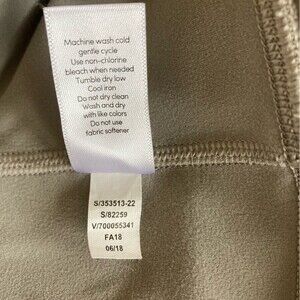 Machine wash cold
gentle cycle
Use non-chlorine
bleach when needed
Tumble dry low
Cool iron
Do not dry clean
Wash and dry
with like colors
Do not use
fabric softener
S/353513-22
S/82259
V/700055341
FA18
06/18